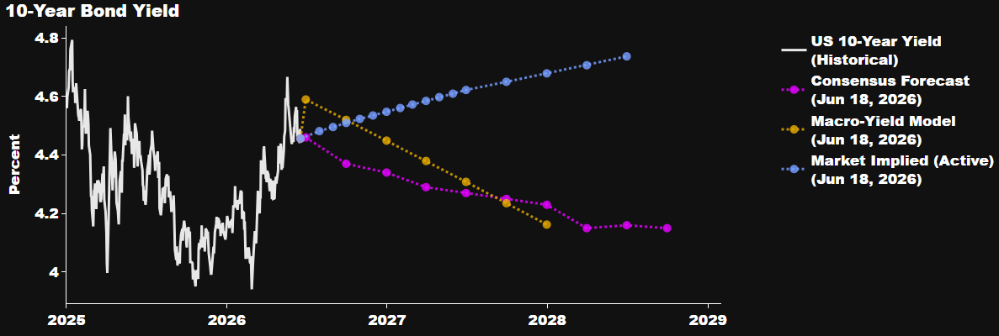 10-Year Bond Yield
Percent
4.8
4.6
4.4
4.2
4
2025 2026 2027 2028 2029
US 10-Year Yield
(Historical)
Consensus Forecast
(Jun 18, 2026)
Macro-Yield Model
(Jun 18, 2026)
Market Implied (Active)
(Jun 18, 2026)